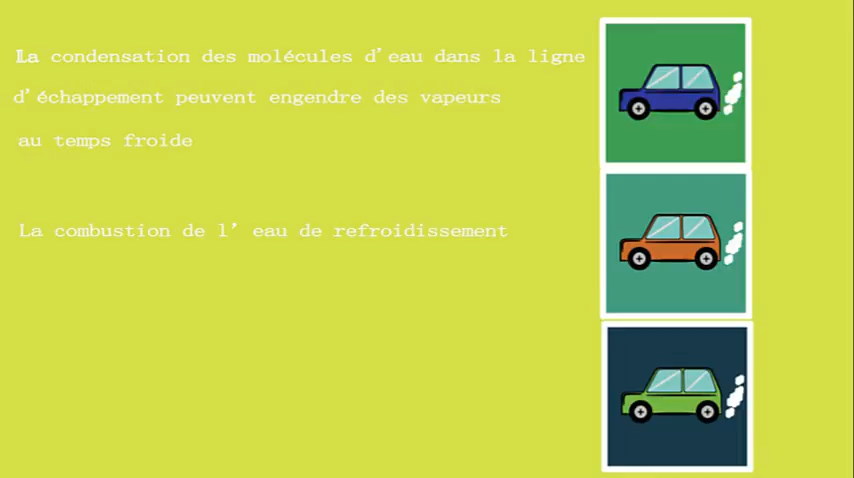 La condensation des molécules d'eau dans la ligne
d'échappement peuvent engendre des vapeurs
au temps froide
La combustion de l' eau de refroidissement